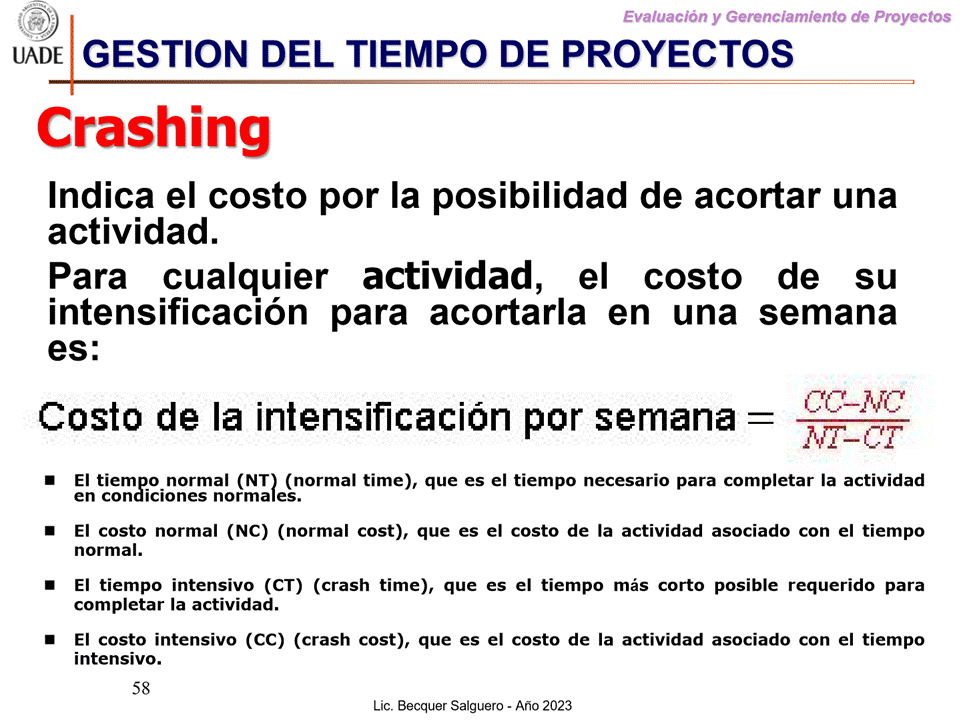 Evaluación y Gerenciamiento de Proyectos
UADE
GESTION DEL TIEMPO DE PROYECTOS
Crashing
Indica el costo por la posibilidad de acortar una
actividad.
Para cualquier actividad, el costo de su
intensificación para acortarla en una semana
es:
Costo de la intensificación por semana = CC–NC
NT–CT
■ El tiempo normal (NT) (normal time), que es el tiempo necesario para completar la actividad
en condiciones normales.
■ El costo normal (NC) (normal cost), que es el costo de la actividad asociado con el tiempo
normal.
■ El tiempo intensivo (CT) (crash time), que es el tiempo más corto posible requerido para
completar la actividad.
■ El costo intensivo (CC) (crash cost), que es el costo de la actividad asociado con el tiempo
intensivo.
58
Lic. Becquer Salguero - Año 2023